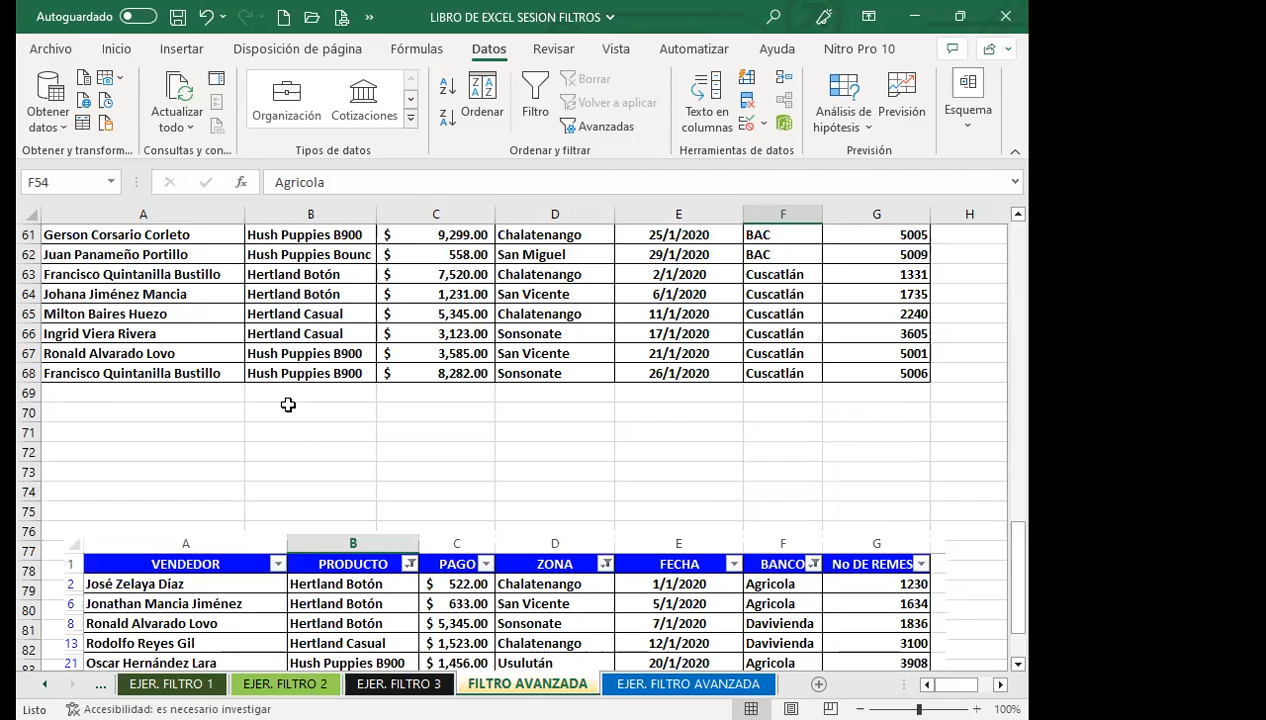 Autoguardado LIBRO DE EXCEL SESION FILTROS
Archivo Inicio Insertar Disposición de página Fórmulas Datos Revisar Vista Automatizar Ayuda Nitro Pro 10
Obtener datos Actualizar todo Organización Cotizaciones Ordenar Filtro Borrar Volver a aplicar Avanzadas Texto en columnas Análisis de hipótesis Previsión Esquema
Obtener y transform... Consultas y con... Tipos de datos Ordenar y filtrar Herramientas de datos Previsión
F54 fx Agricola
A B C D E F G H
61 Gerson Corsario Corleto Hush Puppies B900 $ 9,299.00 Chalatenango 25/1/2020 BAC 5005
62 Juan Panameño Portillo Hush Puppies Bounc $ 558.00 San Miguel 29/1/2020 BAC 5009
63 Francisco Quintanilla Bustillo Hertland Botón $ 7,520.00 Chalatenango 2/1/2020 Cuscatlán 1331
64 Johana Jiménez Mancia Hertland Botón $ 1,231.00 San Vicente 6/1/2020 Cuscatlán 1735
65 Milton Baires Huezo Hertland Casual $ 5,345.00 Chalatenango 11/1/2020 Cuscatlán 2240
66 Ingrid Viera Rivera Hertland Casual $ 3,123.00 Sonsonate 17/1/2020 Cuscatlán 3605
67 Ronald Alvarado Lovo Hush Puppies B900 $ 3,585.00 San Vicente 21/1/2020 Cuscatlán 5001
68 Francisco Quintanilla Bustillo Hush Puppies B900 $ 8,282.00 Sonsonate 26/1/2020 Cuscatlán 5006
69
70
71
72
73
74
75
76
77 A B C D E F G
78 1 VENDEDOR PRODUCTO PAGO ZONA FECHA BANCO No DE REMES
79 2 José Zelaya Díaz Hertland Botón $ 522.00 Chalatenango 1/1/2020 Agricola 1230
80 6 Jonathan Mancia Jiménez Hertland Botón $ 633.00 San Vicente 5/1/2020 Agricola 1634
81 8 Ronald Alvarado Lovo Hertland Botón $ 5,345.00 Sonsonate 7/1/2020 Davivienda 1836
82 13 Rodolfo Reyes Gil Hertland Casual $ 1,523.00 Chalatenango 12/1/2020 Davivienda 3100
83 21 Oscar Hernández Lara Hush Puppies B900 $ 1,456.00 Usulután 20/1/2020 Agricola 3908
... EJER. FILTRO 1 EJER. FILTRO 2 EJER. FILTRO 3 FILTRO AVANZADA EJER. FILTRO AVANZADA
Listo Accesibilidad: es necesario investigar 100%